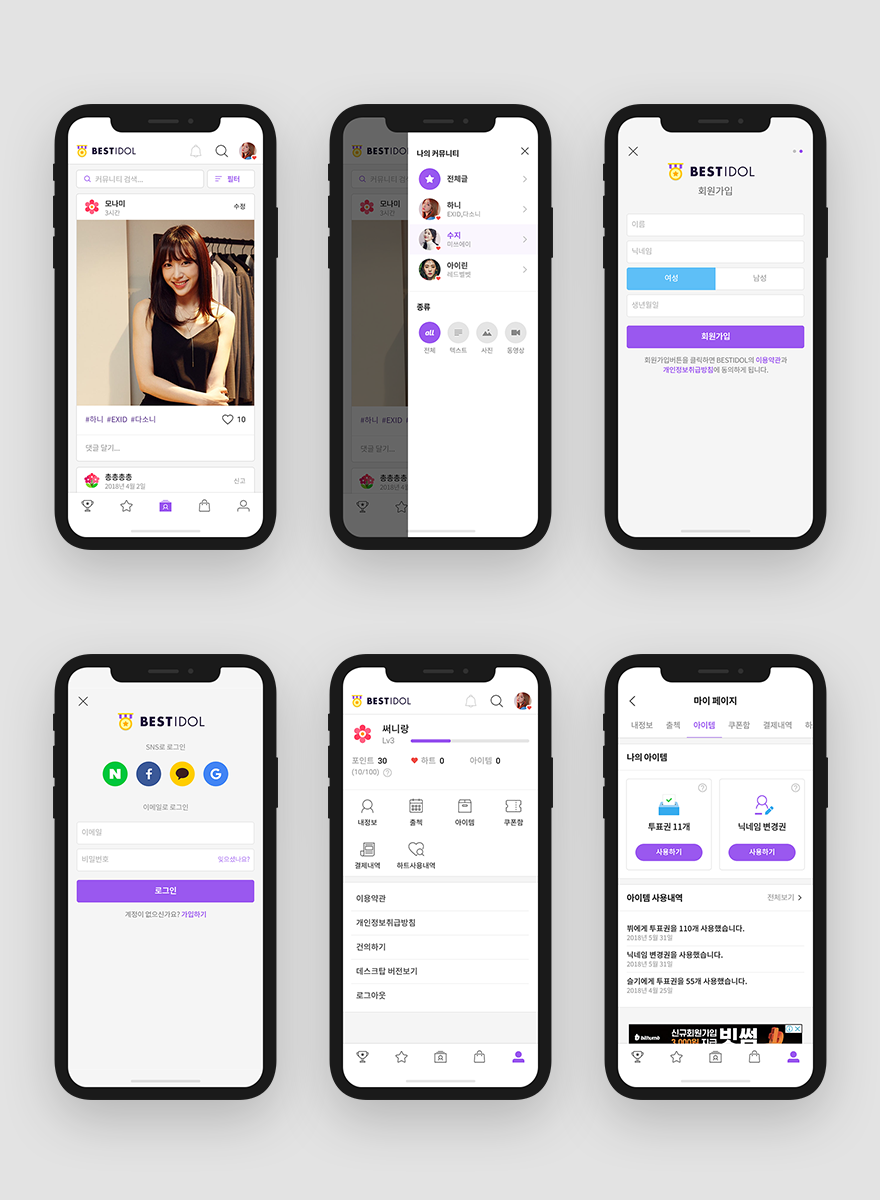 BESTIDOL
커뮤니티 검색...
필터
모나미
수정
3시간
#하니 #EXID #다소니
10
댓글 달기...
총총총총
신고
2018년 4월 2일
BESTIDOL
커뮤니티 검색...
모나미
3시간
#하니 #EXID
댓글 달기...
총총총총
2018년 4월 2일
나의 커뮤니티
전체글
하니
EXID,다소니
수지
미쓰에이
아이린
레드벨벳
종류
all
전체 텍스트 사진 동영상
BESTIDOL
회원가입
이름
닉네임
여성 남성
생년월일
회원가입
회원가입버튼을 클릭하면 BESTIDOL의 이용약관과
개인정보취급방침에 동의하게 됩니다.
BESTIDOL
SNS로 로그인
N f TALK G
이메일로 로그인
이메일
비밀번호
잊으셨나요?
로그인
계정이 없으신가요? 가입하기
BESTIDOL
써니랑
Lv3
포인트 30 하트 0 아이템 0
(10/100) ?
내정보 출첵 아이템 쿠폰함
결제내역 하트사용내역
이용약관
개인정보취급방침
건의하기
데스크탑 버전보기
로그아웃
마이 페이지
내정보 출첵 아이템 쿠폰함 결제내역 하
나의 아이템
투표권 11개
사용하기
닉네임 변경권
사용하기
아이템 사용내역
전체보기
뷔에게 투표권을 110개 사용했습니다.
2018년 5월 31일
닉네임 변경권을 사용했습니다.
2018년 5월 31일
슬기에게 투표권을 55개 사용했습니다.
2018년 4월 25일
bithumb
신규회원가입
3,000원 지급
빗썸